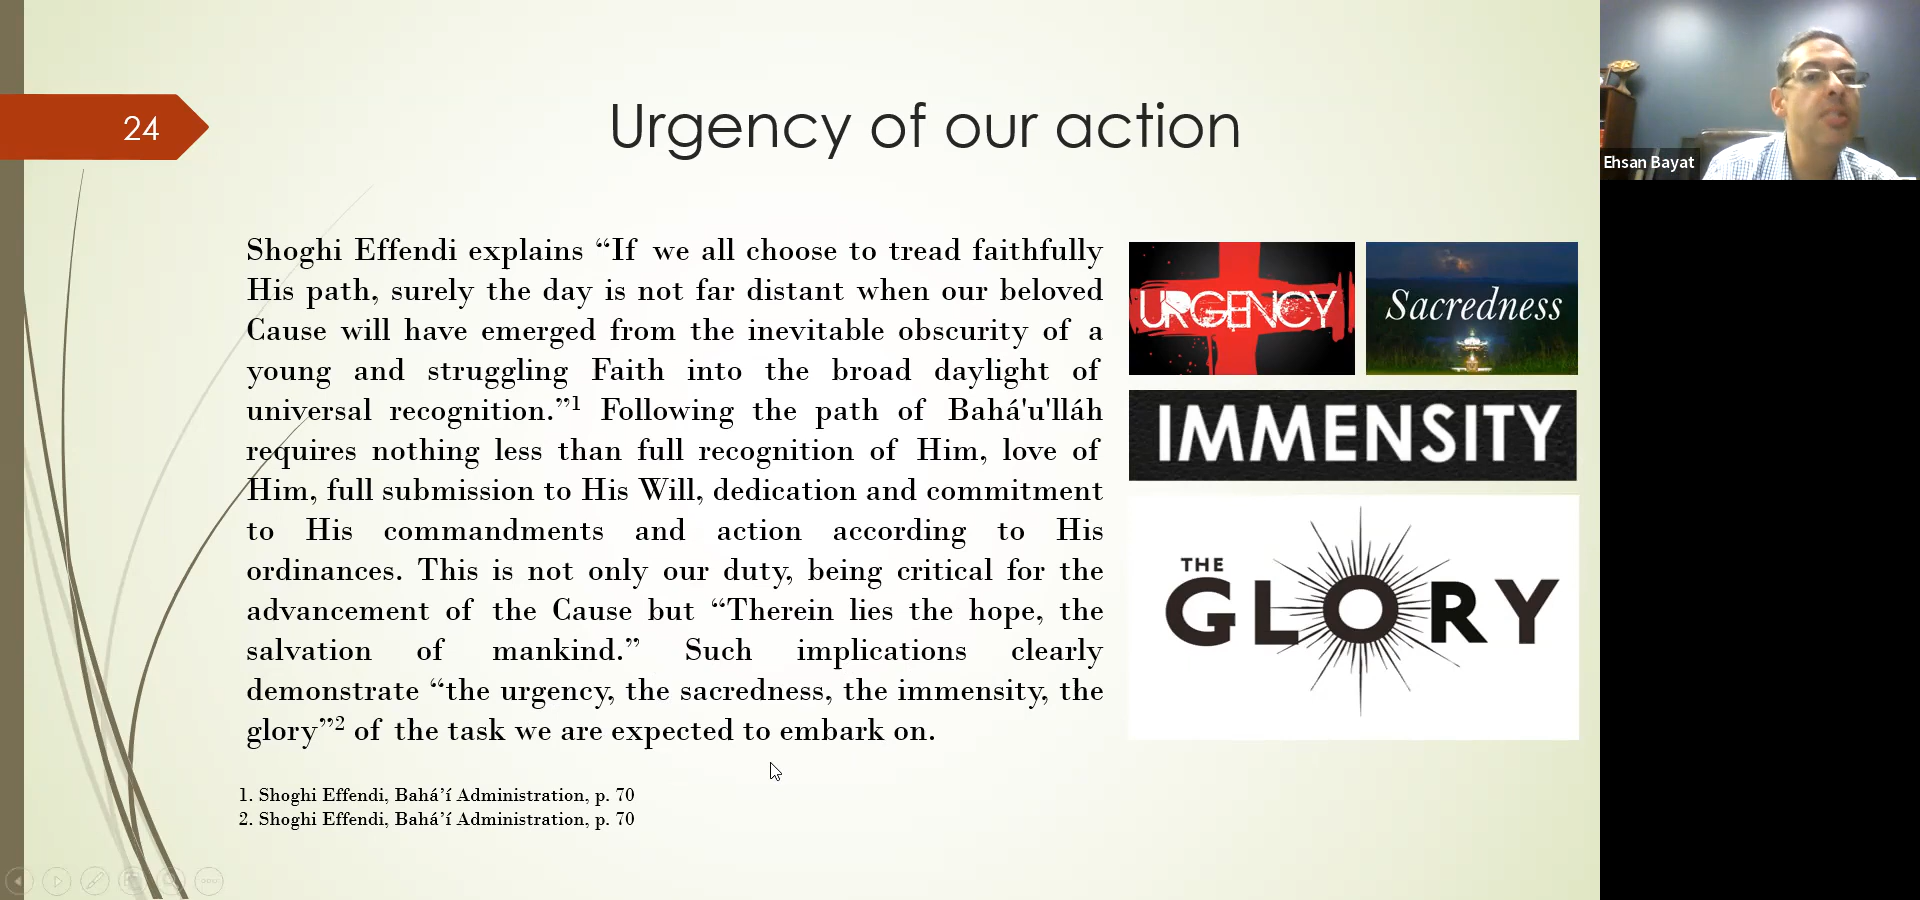 24
Urgency of our action
Shoghi Effendi explains “If we all choose to tread faithfully
His path, surely the day is not far distant when our beloved
Cause will have emerged from the inevitable obscurity of a
young and struggling Faith into the broad daylight of
universal recognition.”1 Following the path of Bahá'u'lláh
requires nothing less than full recognition of Him, love of
Him, full submission to His Will, dedication and commitment
to His commandments and action according to His
ordinances. This is not only our duty, being critical for the
advancement of the Cause but “Therein lies the hope, the
salvation of mankind.” Such implications clearly
demonstrate “the urgency, the sacredness, the immensity, the
glory”2 of the task we are expected to embark on.
1. Shoghi Effendi, Bahá’í Administration, p. 70
2. Shoghi Effendi, Bahá’í Administration, p. 70
URGENCY
Sacredness
IMMENSITY
THE
GLORY
Ehsan Bayat